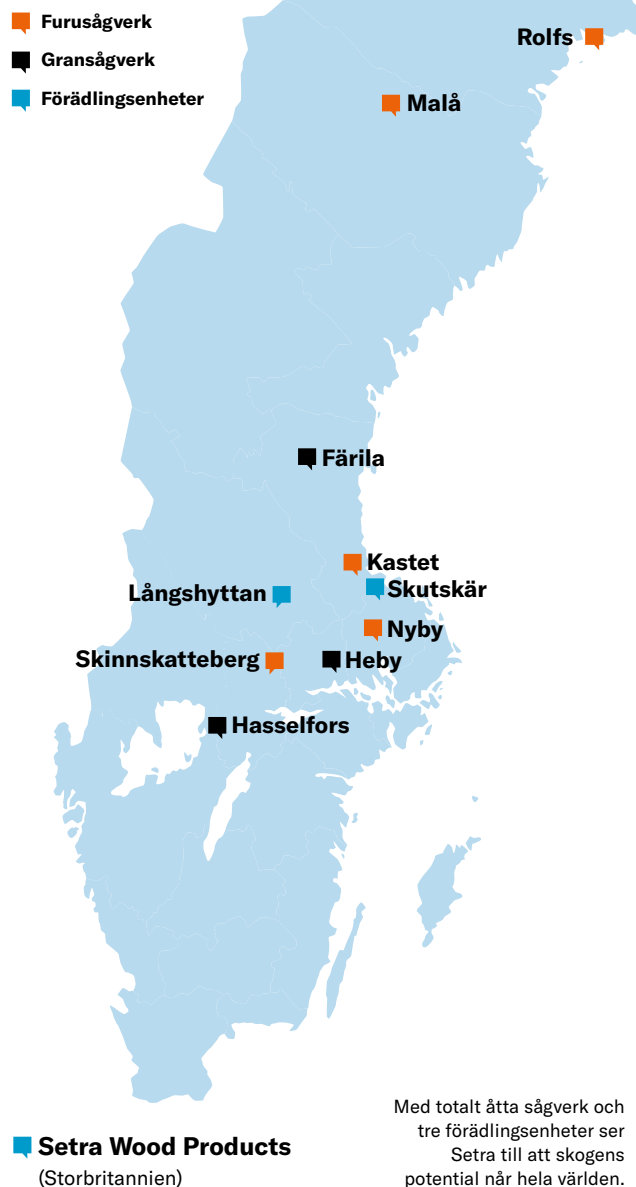 Furusågverk
Gransågverk
Förädlingsenheter
Rolfs
Malå
Färila
Kastet
Långshyttan
Skutskär
Nyby
Skinnskatteberg
Heby
Hasselfors
Setra Wood Products
(Storbritannien)
Med totalt åtta sågverk och
tre förädlingsenheter ser
Setra till att skogens
potential når hela världen.